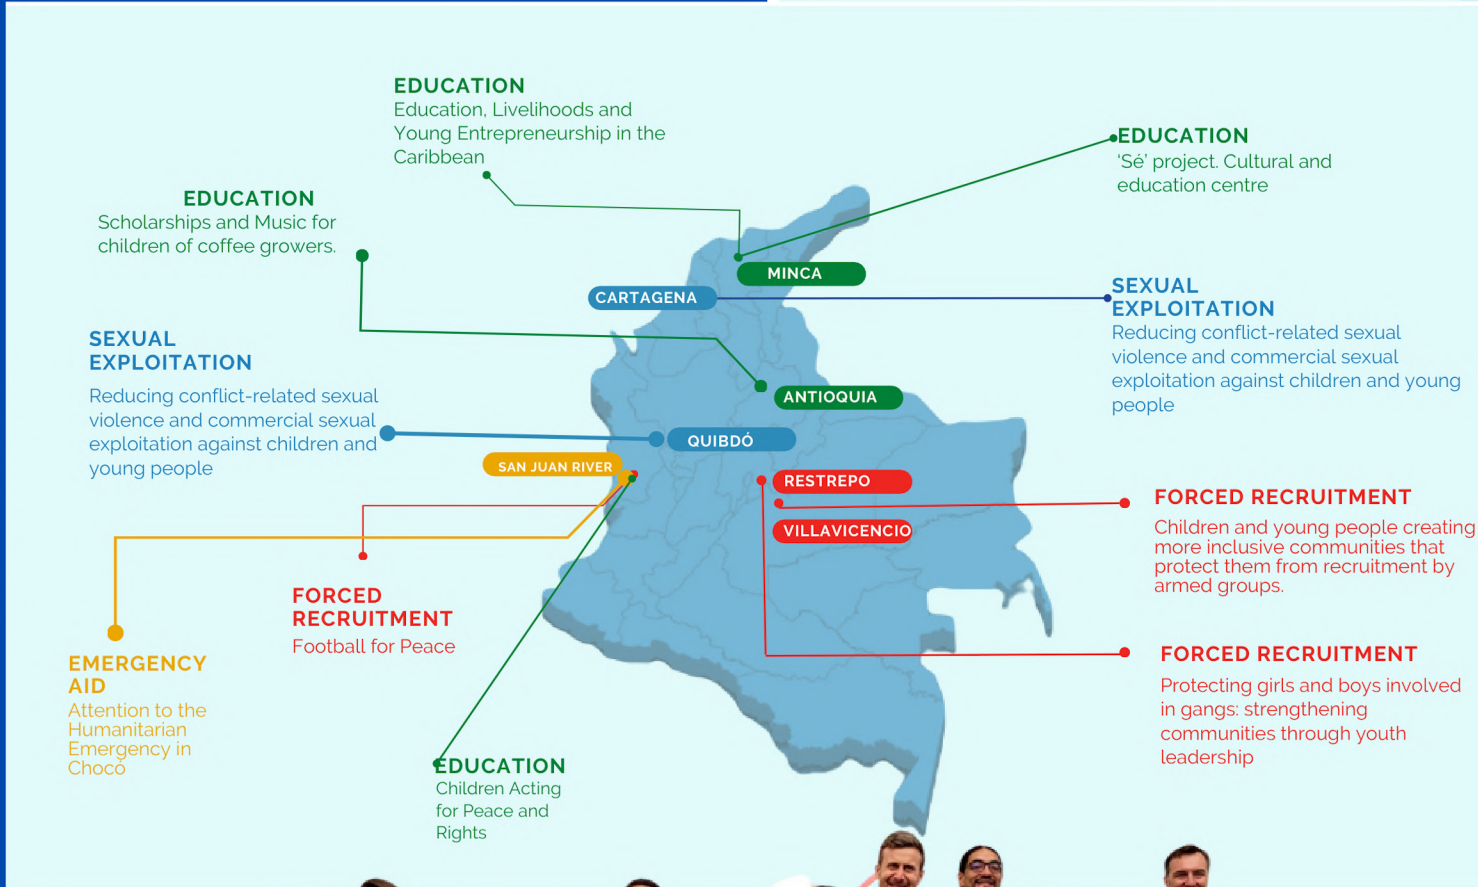 EDUCATION
Education, Livelihoods and
Young Entrepreneurship in the
Caribbean
EDUCATION
'Sé' project. Cultural and
education centre
EDUCATION
Scholarships and Music for
children of coffee growers.
MINCA
CARTAGENA
SEXUAL
EXPLOITATION
Reducing conflict-related sexual
violence and commercial sexual
exploitation against children and young
people
SEXUAL
EXPLOITATION
Reducing conflict-related sexual
violence and commercial sexual
exploitation against children and
young people
ANTIOQUIA
QUIBDÓ
SAN JUAN RIVER
RESTREPO
VILLAVICENCIO
FORCED RECRUITMENT
Children and young people creating
more inclusive communities that
protect them from recruitment by
armed groups.
FORCED
RECRUITMENT
Football for Peace
EMERGENCY
AID
Attention to the
Humanitarian
Emergency in
Chocó
FORCED RECRUITMENT
Protecting girls and boys involved
in gangs: strengthening
communities through youth
leadership
EDUCATION
Children Acting
for Peace and
Rights